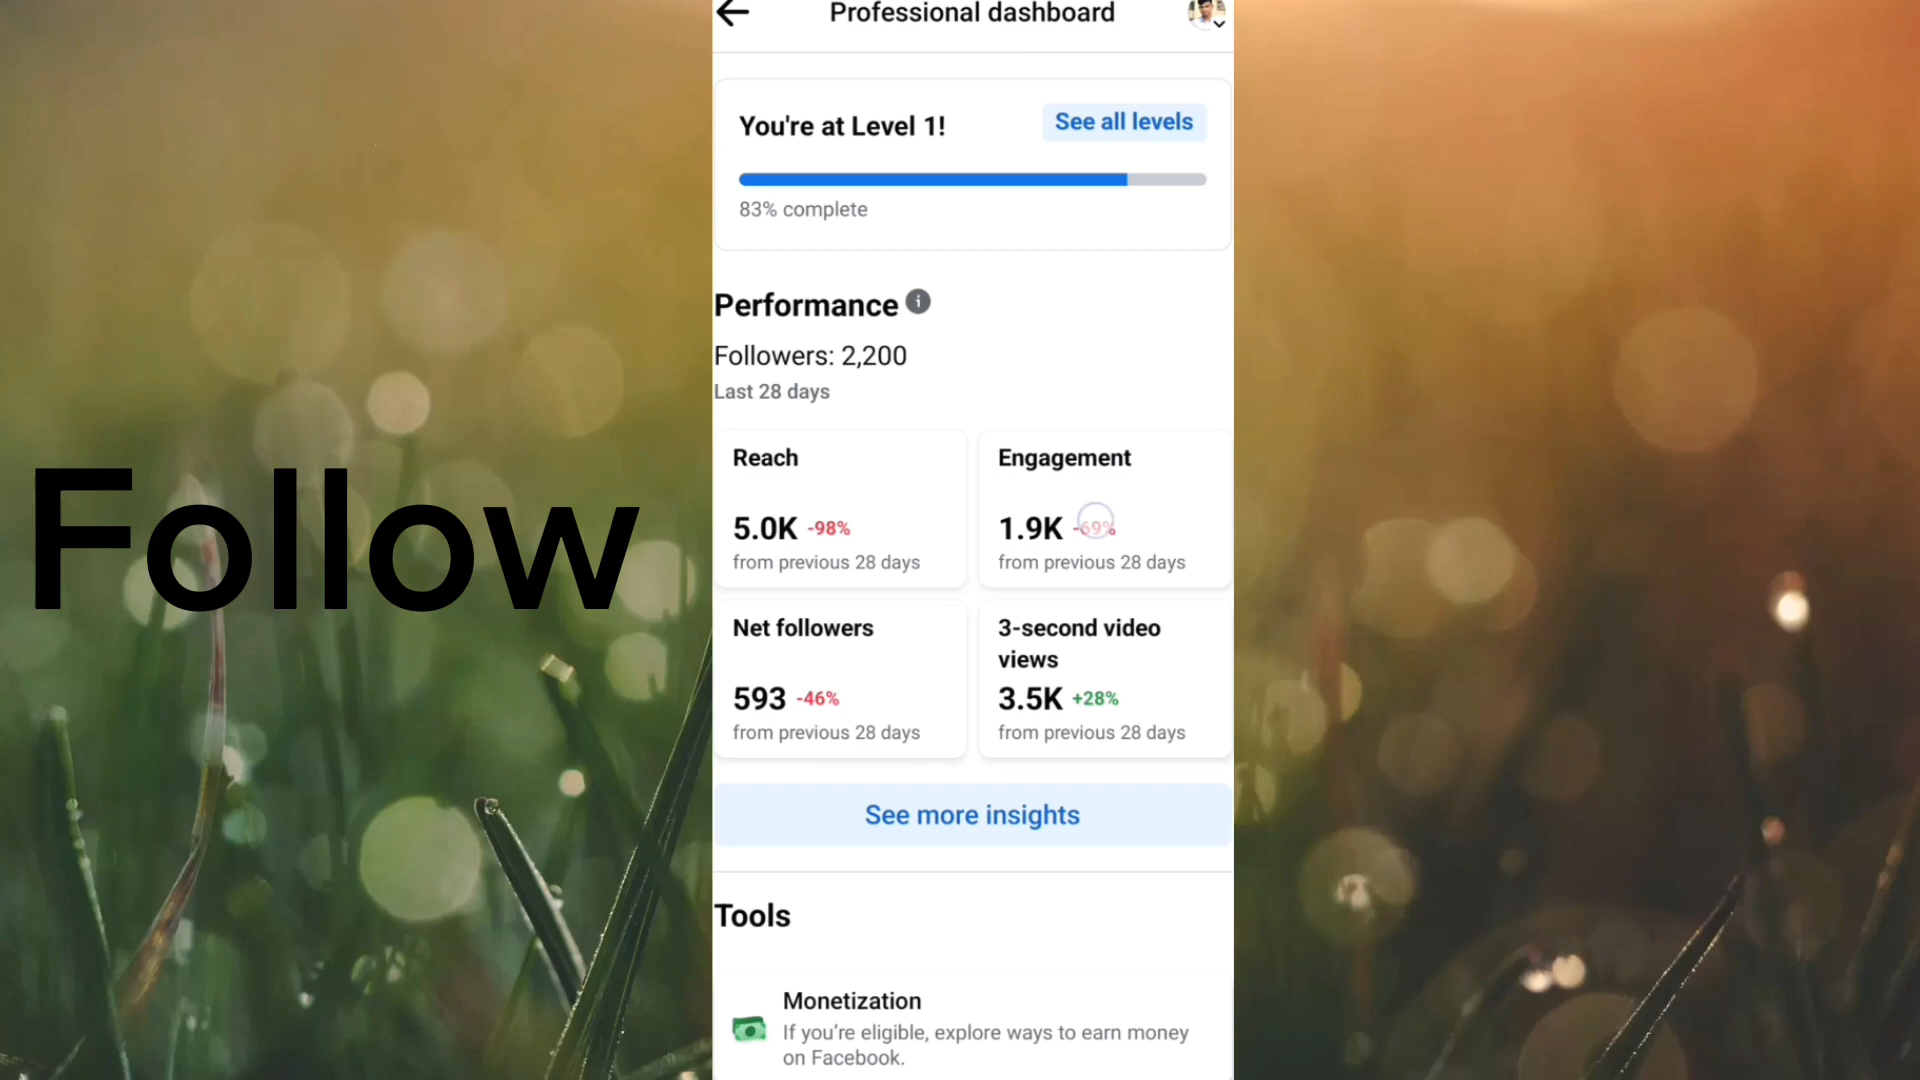 Follow
Professional dashboard
You're at Level 1!
See all levels
83% complete
Performance
Followers: 2,200
Last 28 days
Reach
5.0K -98%
from previous 28 days
Engagement
1.9K -69%
from previous 28 days
Net followers
593 -46%
from previous 28 days
3-second video
views
3.5K +28%
from previous 28 days
See more insights
Tools
Monetization
If you’re eligible, explore ways to earn money
on Facebook.